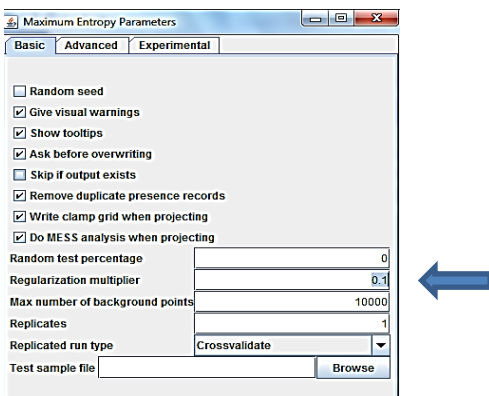 Maximum Entropy Parameters
Basic Advanced Experimental
Random seed
Give visual warnings
Show tooltips
Ask before overwriting
Skip if output exists
Remove duplicate presence records
Write clamp grid when projecting
Do MESS analysis when projecting
Random test percentage 0
Regularization multiplier 0.1
Max number of background points 10000
Replicates 1
Replicated run type Crossvalidate
Test sample file Browse